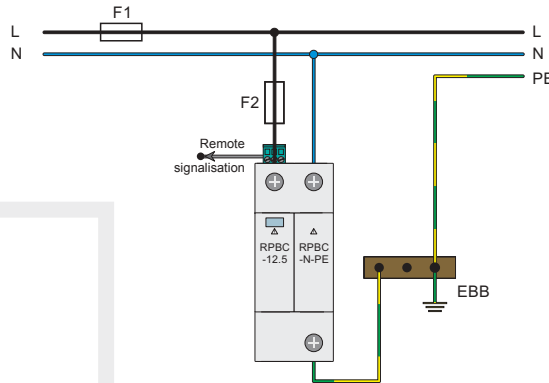 F1
L
L
N
N
PE
F2
Remote
signalisation
RPBC
-12.5
RPBC
-N-PE
EBB